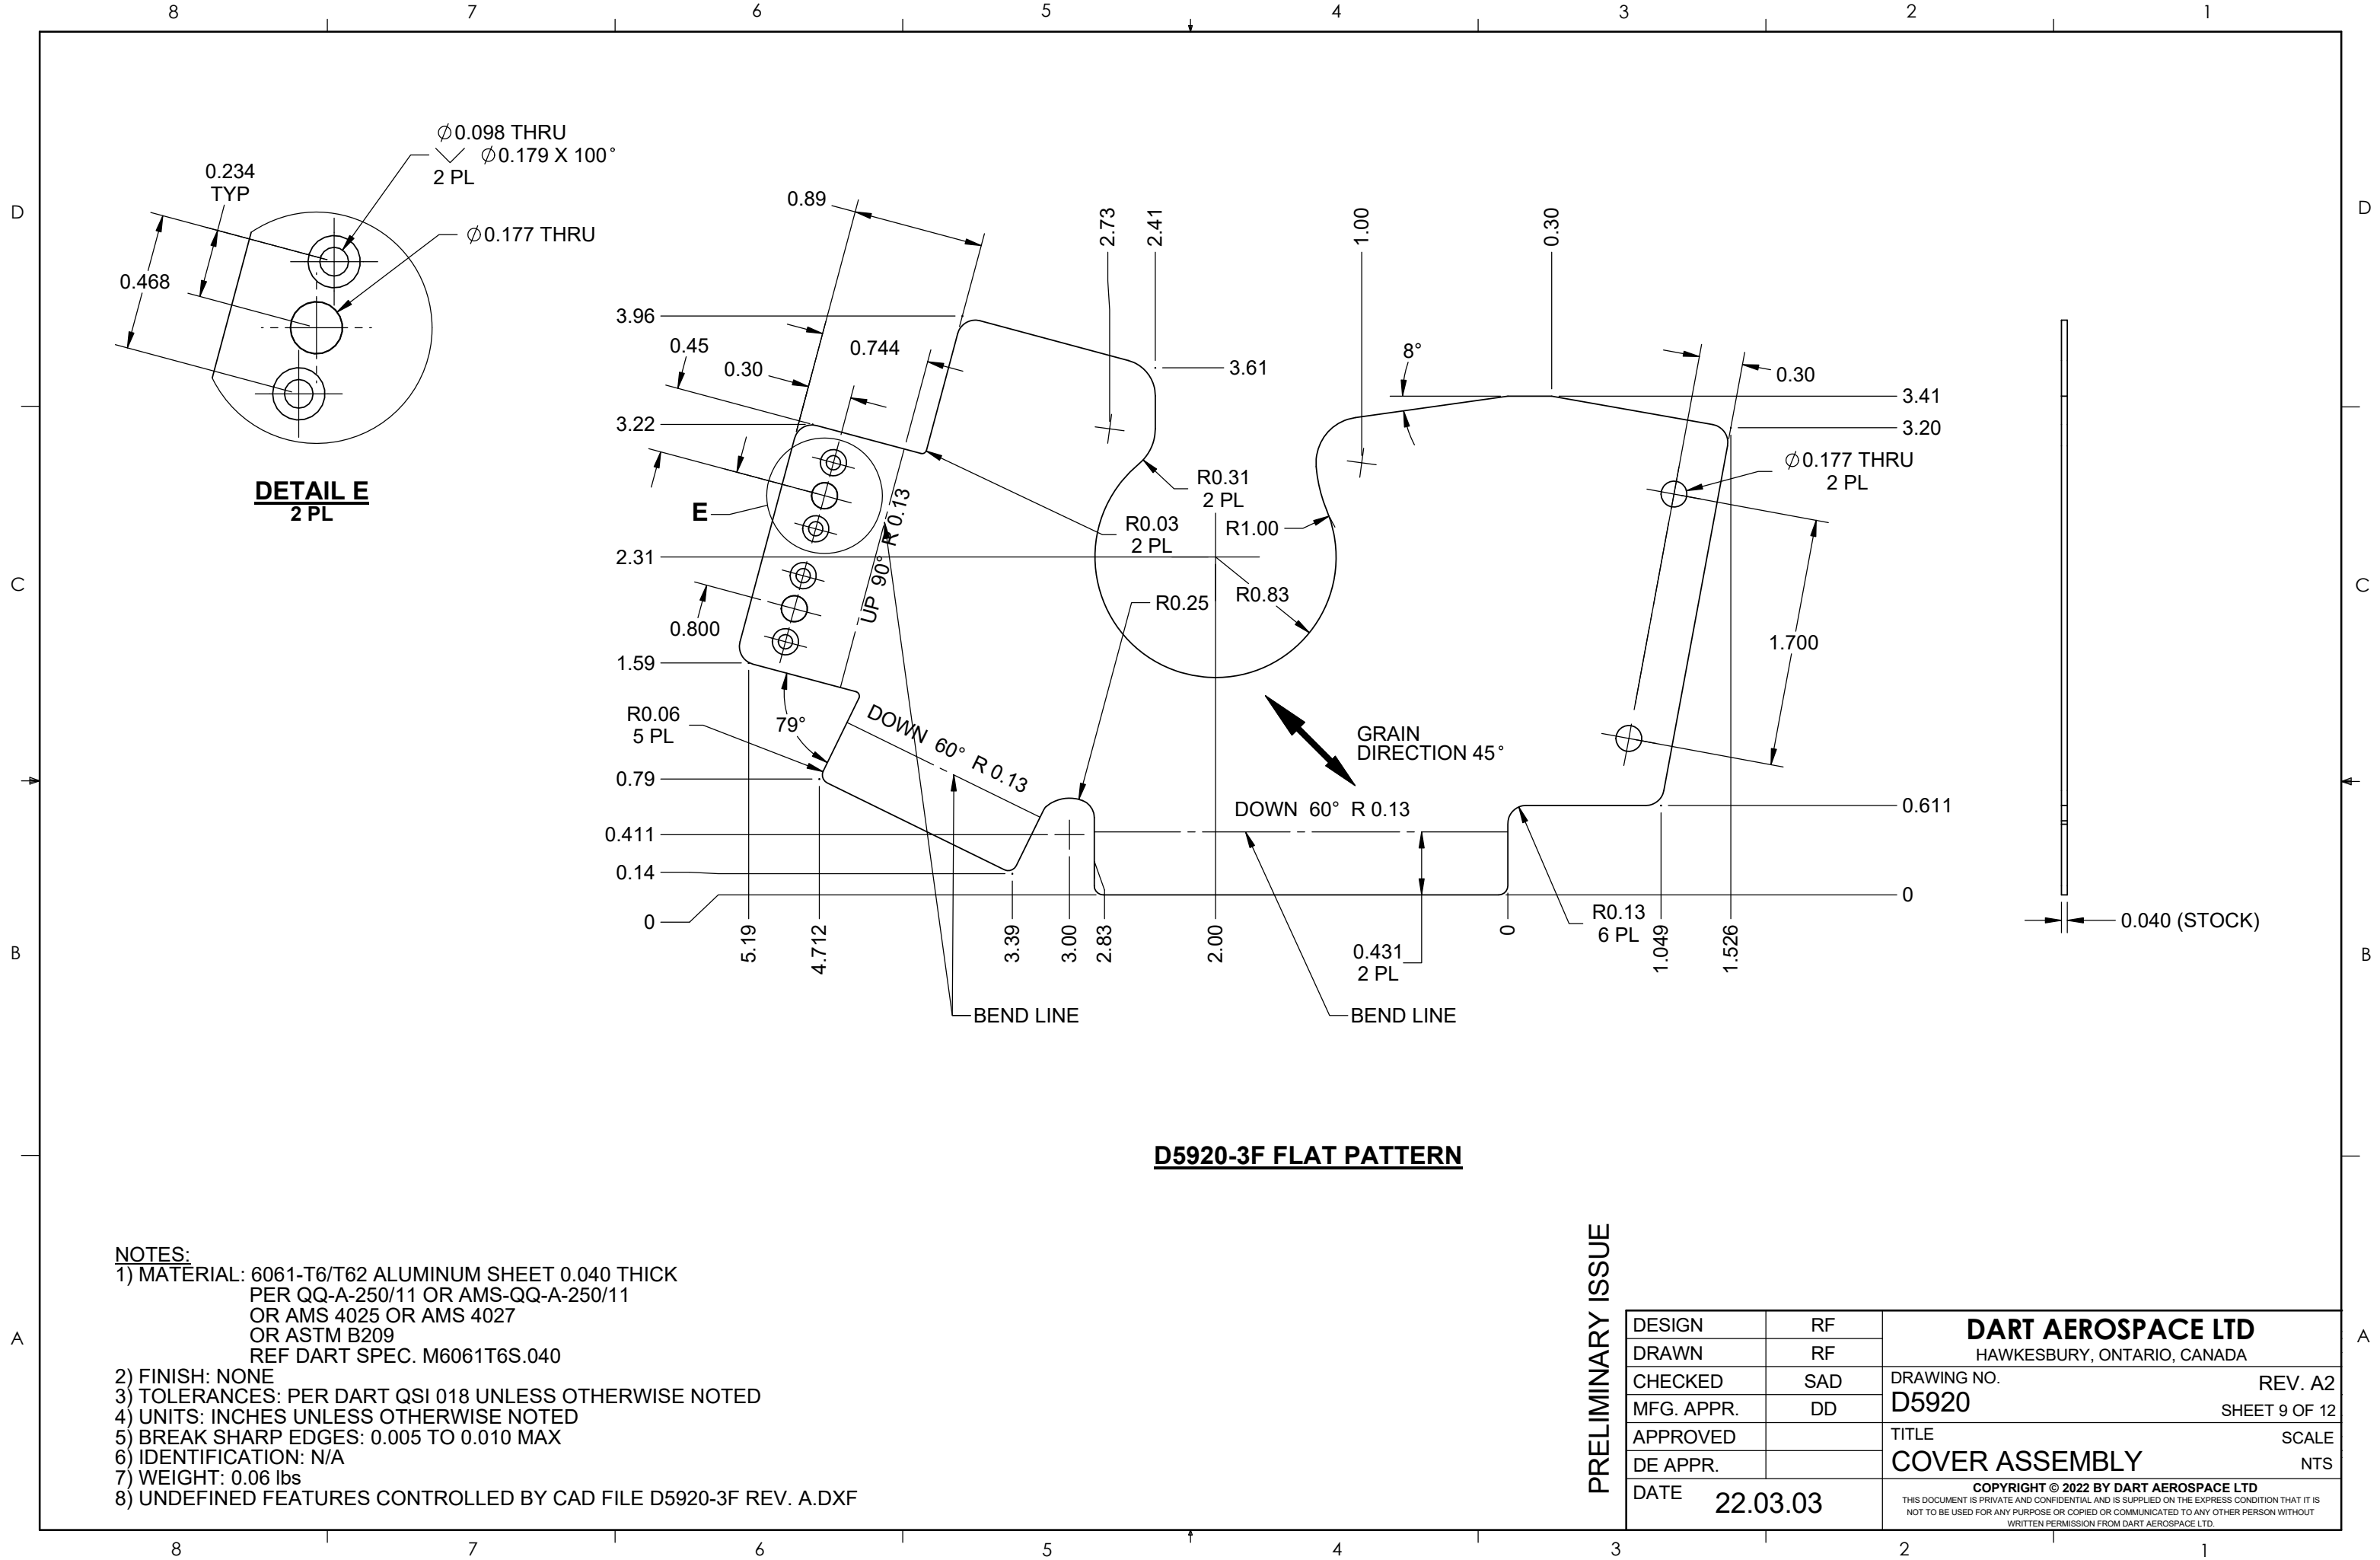 8 7 6 5 4 3 2 1
D
D
C
C
B
B
A
A
Ø0.098 THRU
Ø0.179 X 100°
2 PL
0.234
TYP
Ø0.177 THRU
0.468
DETAIL E
2 PL
0.89
2.73
2.41
1.00
0.30
3.96
0.45
0.30
0.744
3.61
8°
0.30
3.41
3.22
3.20
Ø0.177 THRU
2 PL
R0.31
2 PL
E
R0.03
2 PL
R1.00
UP 90° R 0.13
2.31
R0.83
R0.25
0.800
1.700
1.59
R0.06
5 PL
79°
DOWN 60° R 0.13
GRAIN
DIRECTION 45°
0.79
DOWN 60° R 0.13
0.611
0.411
0.14
0
0
R0.13
6 PL
0.040 (STOCK)
5.19
4.712
3.39
3.00
2.83
2.00
0
1.049
1.526
0.431
2 PL
BEND LINE
BEND LINE
D5920-3F FLAT PATTERN
NOTES:
1) MATERIAL: 6061-T6/T62 ALUMINUM SHEET 0.040 THICK
PER QQ-A-250/11 OR AMS-QQ-A-250/11
OR AMS 4025 OR AMS 4027
OR ASTM B209
REF DART SPEC. M6061T6S.040
2) FINISH: NONE
3) TOLERANCES: PER DART QSI 018 UNLESS OTHERWISE NOTED
4) UNITS: INCHES UNLESS OTHERWISE NOTED
5) BREAK SHARP EDGES: 0.005 TO 0.010 MAX
6) IDENTIFICATION: N/A
7) WEIGHT: 0.06 lbs
8) UNDEFINED FEATURES CONTROLLED BY CAD FILE D5920-3F REV. A.DXF
PRELIMINARY ISSUE
DESIGN RF
DRAWN RF
CHECKED SAD
MFG. APPR. DD
APPROVED
DE APPR.
DATE 22.03.03
DART AEROSPACE LTD
HAWKESBURY, ONTARIO, CANADA
DRAWING NO. REV. A2
D5920 SHEET 9 OF 12
TITLE SCALE
COVER ASSEMBLY NTS
COPYRIGHT © 2022 BY DART AEROSPACE LTD
THIS DOCUMENT IS PRIVATE AND CONFIDENTIAL AND IS SUPPLIED ON THE EXPRESS CONDITION THAT IT IS
NOT TO BE USED FOR ANY PURPOSE OR COPIED OR COMMUNICATED TO ANY OTHER PERSON WITHOUT
WRITTEN PERMISSION FROM DART AEROSPACE LTD.
8 7 6 5 4 3 2 1